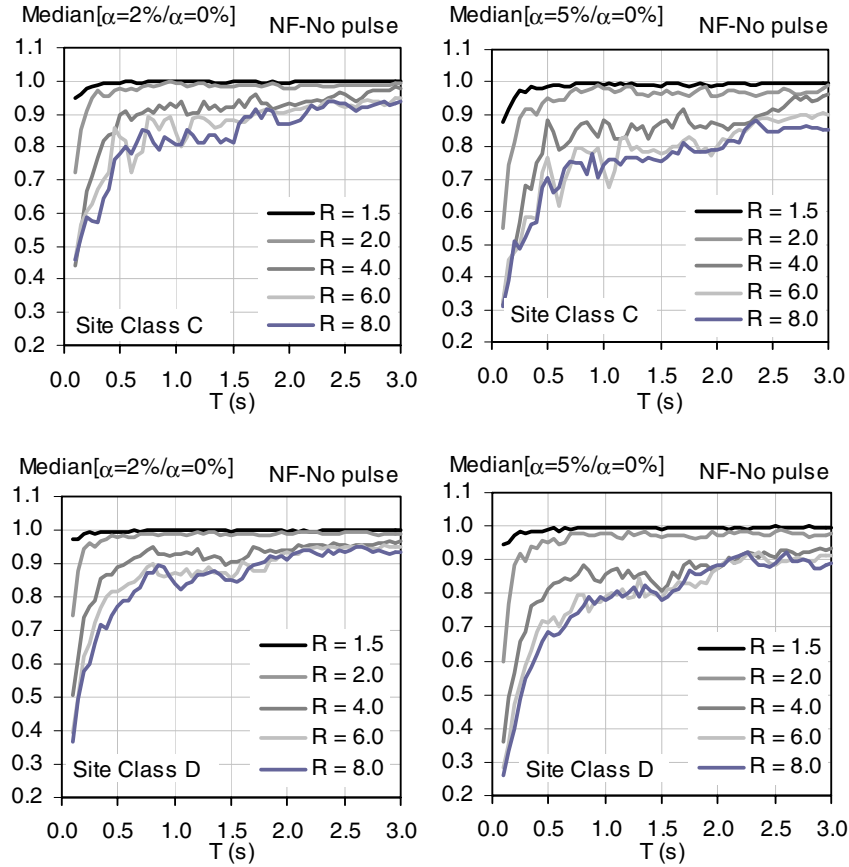 Median[α=2%/α=0%] NF-No pulse
1.1
1.0
0.9
0.8
0.7
0.6
0.5
0.4
0.3
0.2
R = 1.5
R = 2.0
R = 4.0
R = 6.0
R = 8.0
Site Class C
0.0 0.5 1.0 1.5 2.0 2.5 3.0
T (s)
Median[α=5%/α=0%] NF-No pulse
1.1
1.0
0.9
0.8
0.7
0.6
0.5
0.4
0.3
0.2
R = 1.5
R = 2.0
R = 4.0
R = 6.0
R = 8.0
Site Class C
0.0 0.5 1.0 1.5 2.0 2.5 3.0
T (s)
Median[α=2%/α=0%] NF-No pulse
1.1
1.0
0.9
0.8
0.7
0.6
0.5
0.4
0.3
0.2
R = 1.5
R = 2.0
R = 4.0
R = 6.0
R = 8.0
Site Class D
0.0 0.5 1.0 1.5 2.0 2.5 3.0
T (s)
Median[α=5%/α=0%] NF-No pulse
1.1
1.0
0.9
0.8
0.7
0.6
0.5
0.4
0.3
0.2
R = 1.5
R = 2.0
R = 4.0
R = 6.0
R = 8.0
Site Class D
0.0 0.5 1.0 1.5 2.0 2.5 3.0
T (s)